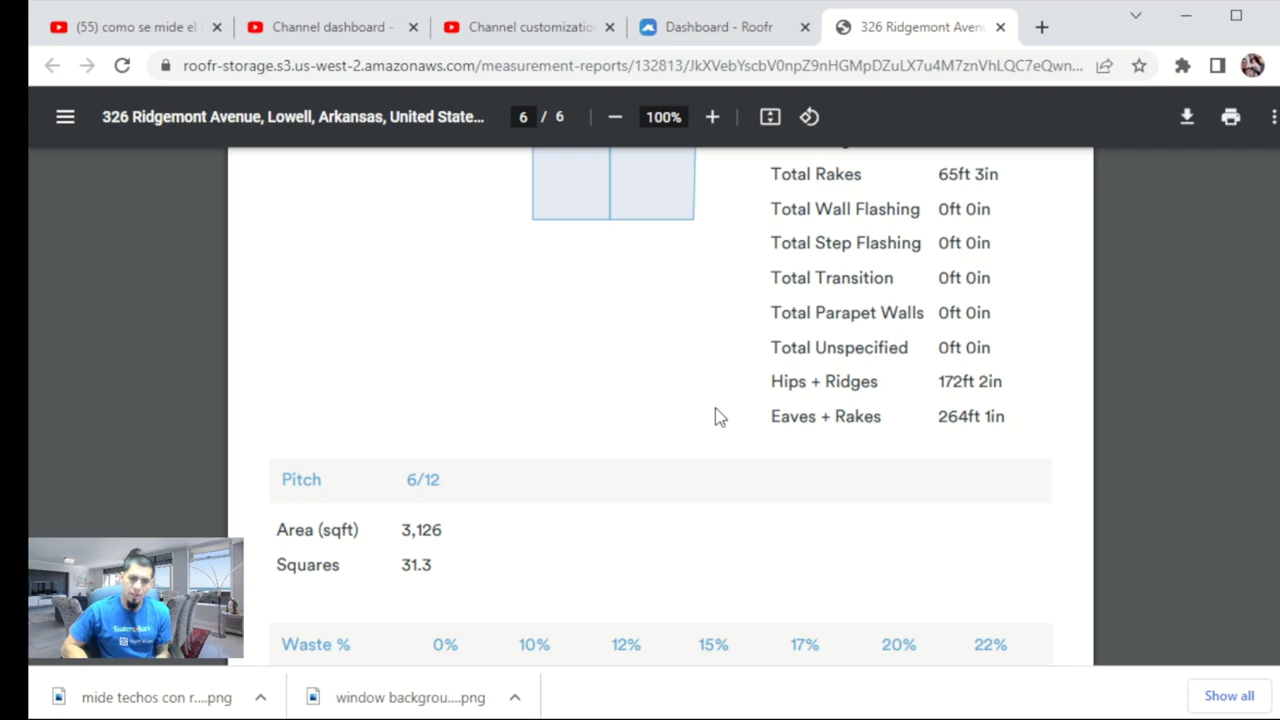 (55) como se mide el
Channel dashboard -
Channel customizatio
Dashboard - Roofr
326 Ridgemont Aven
roofr-storage.s3.us-west-2.amazonaws.com/measurement-reports/132813/JkXVebYscbV0npZ9nHGMpDZuLX7u4M7znVhLQC7eQwn...
326 Ridgemont Avenue, Lowell, Arkansas, United State...
6 / 6
100%
Total Rakes 65ft 3in
Total Wall Flashing 0ft 0in
Total Step Flashing 0ft 0in
Total Transition 0ft 0in
Total Parapet Walls 0ft 0in
Total Unspecified 0ft 0in
Hips + Ridges 172ft 2in
Eaves + Rakes 264ft 1in
Pitch 6/12
Area (sqft) 3,126
Squares 31.3
Waste % 0% 10% 12% 15% 17% 20% 22%
mide techos con r....png
window backgrou....png
Show all